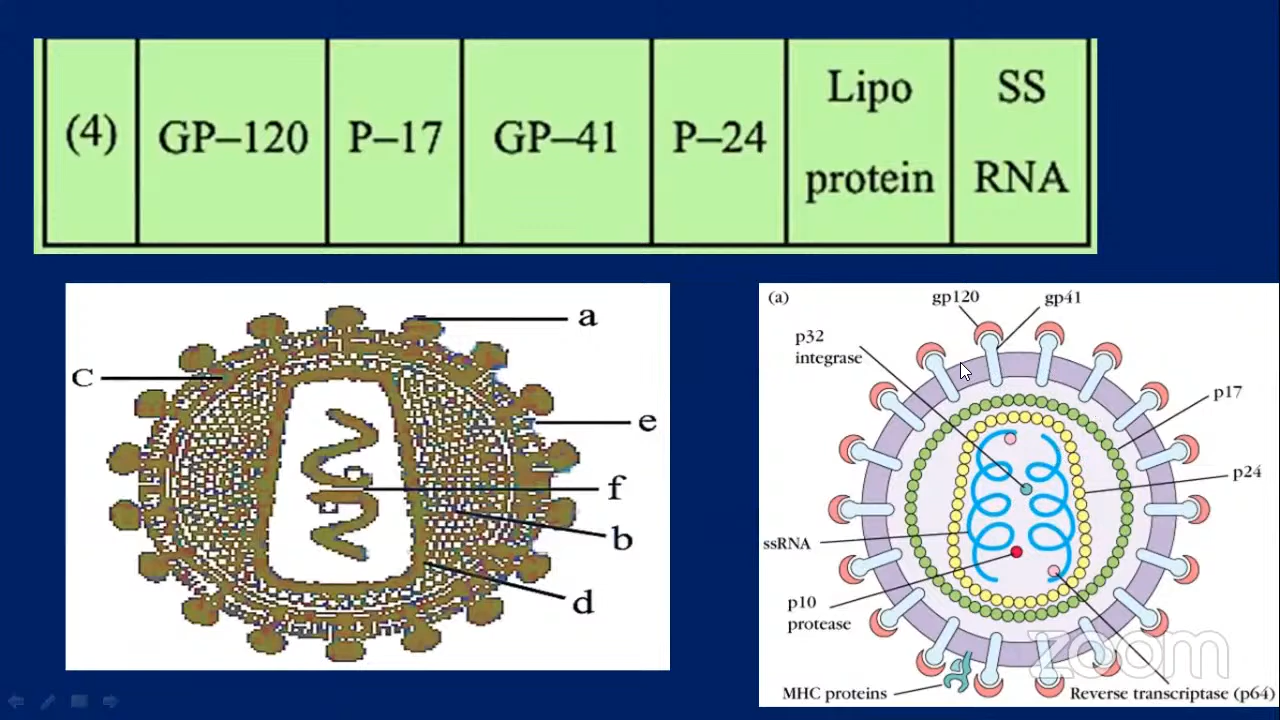 (4) GP–120 P–17 GP–41 P–24 Lipo protein SS RNA
a
C
e
f
b
d
(a)
gp120
gp41
p32
integrase
p17
p24
ssRNA
p10
protease
MHC proteins
Reverse transcriptase (p64)
zoom